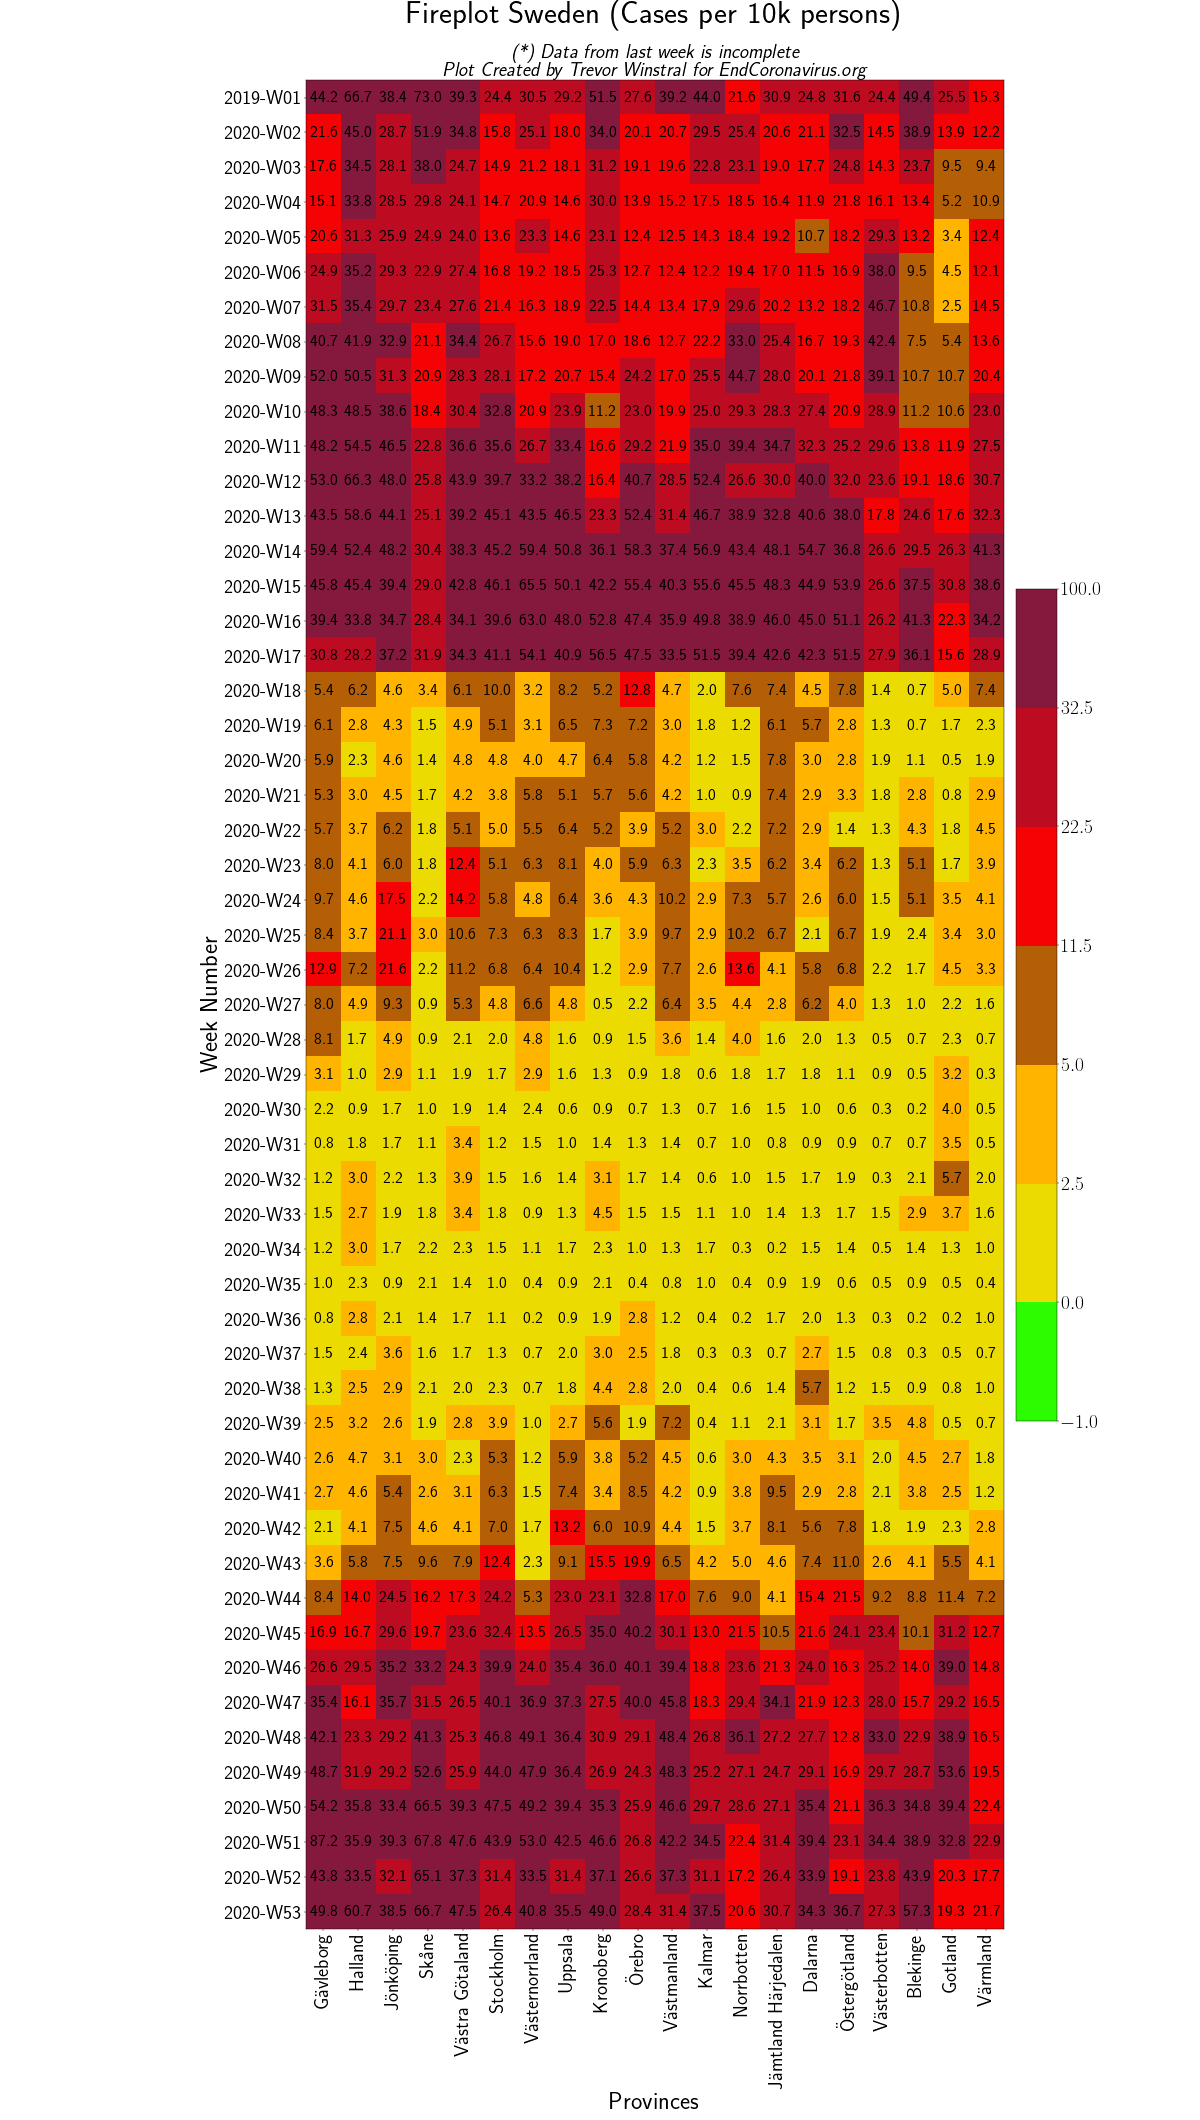 Fireplot Sweden (Cases per 10k persons)
(*) Data from last week is incomplete
Plot Created by Trevor Winstral for EndCoronavirus.org
2019-W01 44.2 66.7 38.4 73.0 39.3 24.4 30.5 29.2 51.5 27.6 39.2 44.0 21.6 30.9 24.8 31.6 24.4 49.4 25.5 15.3
2020-W02 21.6 45.0 28.7 51.9 34.8 15.8 25.1 18.0 34.0 20.1 20.7 29.5 25.4 20.6 21.1 32.5 14.5 38.9 13.9 12.2
2020-W03 17.6 34.5 28.1 38.0 24.7 14.9 21.2 18.1 31.2 19.1 19.6 22.8 23.1 19.0 17.7 24.8 14.3 23.7 9.5 9.4
2020-W04 15.1 33.8 28.5 29.8 24.1 14.7 20.9 14.6 30.0 13.9 15.2 17.5 18.5 16.4 11.9 21.8 16.1 13.4 5.2 10.9
2020-W05 20.6 31.3 25.9 24.9 24.0 13.6 23.3 14.6 23.1 12.4 12.5 14.3 18.4 19.2 10.7 18.2 29.3 13.2 3.4 12.4
2020-W06 24.9 35.2 29.3 22.9 27.4 16.8 19.2 18.5 25.3 12.7 12.4 12.2 19.4 17.0 11.5 16.9 38.0 9.5 4.5 12.1
2020-W07 31.5 35.4 29.7 23.4 27.6 21.4 16.3 18.9 22.5 14.4 13.4 17.9 29.6 20.2 13.2 18.2 46.7 10.8 2.5 14.5
2020-W08 40.7 41.9 32.9 21.1 34.4 26.7 15.6 19.0 17.0 18.6 12.7 22.2 33.0 25.4 16.7 19.3 42.4 7.5 5.4 13.6
2020-W09 52.0 50.5 31.3 20.9 28.3 28.1 17.2 20.7 15.4 24.2 17.0 25.5 44.7 28.0 20.1 21.8 39.1 10.7 10.7 20.4
2020-W10 48.3 48.5 38.6 18.4 30.4 32.8 20.9 23.9 11.2 23.0 19.9 25.0 29.3 28.3 27.4 20.9 28.9 11.2 10.6 23.0
2020-W11 48.2 54.5 46.5 22.8 36.6 35.6 26.7 33.4 16.6 29.2 21.9 35.0 39.4 34.7 32.3 25.2 29.6 13.8 11.9 27.5
2020-W12 53.0 66.3 48.0 25.8 43.9 39.7 33.2 38.2 16.4 40.7 28.5 52.4 26.6 30.0 40.0 32.0 23.6 19.1 18.6 30.7
2020-W13 43.5 58.6 44.1 25.1 39.2 45.1 43.5 46.5 23.3 52.4 31.4 46.7 38.9 32.8 40.6 38.0 17.8 24.6 17.6 32.3
2020-W14 59.4 52.4 48.2 30.4 38.3 45.2 59.4 50.8 36.1 58.3 37.4 56.9 43.4 48.1 54.7 36.8 26.6 29.5 26.3 41.3
2020-W15 45.8 45.4 39.4 29.0 42.8 46.1 65.5 50.1 42.2 55.4 40.3 55.6 45.5 48.3 44.9 53.9 26.6 37.5 30.8 38.6
2020-W16 39.4 33.8 34.7 28.4 34.1 39.6 63.0 48.0 52.8 47.4 35.9 49.8 38.9 46.0 45.0 51.1 26.2 41.3 22.3 34.2
2020-W17 30.8 28.2 37.2 31.9 34.3 41.1 54.1 40.9 56.5 47.5 33.5 51.5 39.4 42.6 42.3 51.5 27.9 36.1 15.6 28.9
2020-W18 5.4 6.2 4.6 3.4 6.1 10.0 3.2 8.2 5.2 12.8 4.7 2.0 7.6 7.4 4.5 7.8 1.4 0.7 5.0 7.4
2020-W19 6.1 2.8 4.3 1.5 4.9 5.1 3.1 6.5 7.3 7.2 3.0 1.8 1.2 6.1 5.7 2.8 1.3 0.7 1.7 2.3
2020-W20 5.9 2.3 4.6 1.4 4.8 4.8 4.0 4.7 6.4 5.8 4.2 1.2 1.5 7.8 3.0 2.8 1.9 1.1 0.5 1.9
2020-W21 5.3 3.0 4.5 1.7 4.2 3.8 5.8 5.1 5.7 5.6 4.2 1.0 0.9 7.4 2.9 3.3 1.8 2.8 0.8 2.9
2020-W22 5.7 3.7 6.2 1.8 5.1 5.0 5.5 6.4 5.2 3.9 5.2 3.0 2.2 7.2 2.9 1.4 1.3 4.3 1.8 4.5
2020-W23 8.0 4.1 6.0 1.8 12.4 5.1 6.3 8.1 4.0 5.9 6.3 2.3 3.5 6.2 3.4 6.2 1.3 5.1 1.7 3.9
2020-W24 9.7 4.6 17.5 2.2 14.2 5.8 4.8 6.4 3.6 4.3 10.2 2.9 7.3 5.7 2.6 6.0 1.5 5.1 3.5 4.1
2020-W25 8.4 3.7 21.1 3.0 10.6 7.3 6.3 8.3 1.7 3.9 9.7 2.9 10.2 6.7 2.1 6.7 1.9 2.4 3.4 3.0
2020-W26 12.9 7.2 21.6 2.2 11.2 6.8 6.4 10.4 1.2 2.9 7.7 2.6 13.6 4.1 5.8 6.8 2.2 1.7 4.5 3.3
2020-W27 8.0 4.9 9.3 0.9 5.3 4.8 6.6 4.8 0.5 2.2 6.4 3.5 4.4 2.8 6.2 4.0 1.3 1.0 2.2 1.6
2020-W28 8.1 1.7 4.9 0.9 2.1 2.0 4.8 1.6 0.9 1.5 3.6 1.4 4.0 1.6 2.0 1.3 0.5 0.7 2.3 0.7
2020-W29 3.1 1.0 2.9 1.1 1.9 1.7 2.9 1.6 1.3 0.9 1.8 0.6 1.8 1.7 1.8 1.1 0.9 0.5 3.2 0.3
2020-W30 2.2 0.9 1.7 1.0 1.9 1.4 2.4 0.6 0.9 0.7 1.3 0.7 1.6 1.5 1.0 0.6 0.3 0.2 4.0 0.5
2020-W31 0.8 1.8 1.7 1.1 3.4 1.2 1.5 1.0 1.4 1.3 1.4 0.7 1.0 0.8 0.9 0.9 0.7 0.7 3.5 0.5
2020-W32 1.2 3.0 2.2 1.3 3.9 1.5 1.6 1.4 3.1 1.7 1.4 0.6 1.0 1.5 1.7 1.9 0.3 2.1 5.7 2.0
2020-W33 1.5 2.7 1.9 1.8 3.4 1.8 0.9 1.3 4.5 1.5 1.5 1.1 1.0 1.4 1.3 1.7 1.5 2.9 3.7 1.6
2020-W34 1.2 3.0 1.7 2.2 2.3 1.5 1.1 1.7 2.3 1.0 1.3 1.7 0.3 0.2 1.5 1.4 0.5 1.4 1.3 1.0
2020-W35 1.0 2.3 0.9 2.1 1.4 1.0 0.4 0.9 2.1 0.4 0.8 1.0 0.4 0.9 1.9 0.6 0.5 0.9 0.5 0.4
2020-W36 0.8 2.8 2.1 1.4 1.7 1.1 0.2 0.9 1.9 2.8 1.2 0.4 0.2 1.7 2.0 1.3 0.3 0.2 0.2 1.0
2020-W37 1.5 2.4 3.6 1.6 1.7 1.3 0.7 2.0 3.0 2.5 1.8 0.3 0.3 0.7 2.7 1.5 0.8 0.3 0.5 0.7
2020-W38 1.3 2.5 2.9 2.1 2.0 2.3 0.7 1.8 4.4 2.8 2.0 0.4 0.6 1.4 5.7 1.2 1.5 0.9 0.8 1.0
2020-W39 2.5 3.2 2.6 1.9 2.8 3.9 1.0 2.7 5.6 1.9 7.2 0.4 1.1 2.1 3.1 1.7 3.5 4.8 0.5 0.7
2020-W40 2.6 4.7 3.1 3.0 2.3 5.3 1.2 5.9 3.8 5.2 4.5 0.6 3.0 4.3 3.5 3.1 2.0 4.5 2.7 1.8
2020-W41 2.7 4.6 5.4 2.6 3.1 6.3 1.5 7.4 3.4 8.5 4.2 0.9 3.8 9.5 2.9 2.8 2.1 3.8 2.5 1.2
2020-W42 2.1 4.1 7.5 4.6 4.1 7.0 1.7 13.2 6.0 10.9 4.4 1.5 3.7 8.1 5.6 7.8 1.8 1.9 2.3 2.8
2020-W43 3.6 5.8 7.5 9.6 7.9 12.4 2.3 9.1 15.5 19.9 6.5 4.2 5.0 4.6 7.4 11.0 2.6 4.1 5.5 4.1
2020-W44 8.4 14.0 24.5 16.2 17.3 24.2 5.3 23.0 23.1 32.8 17.0 7.6 9.0 4.1 15.4 21.5 9.2 8.8 11.4 7.2
2020-W45 16.9 16.7 29.6 19.7 23.6 32.4 13.5 26.5 35.0 40.2 30.1 13.0 21.5 10.5 21.6 24.1 23.4 10.1 31.2 12.7
2020-W46 26.6 29.5 35.2 33.2 24.3 39.9 24.0 35.4 36.0 40.1 39.4 18.8 23.6 21.3 24.0 16.3 25.2 14.0 39.0 14.8
2020-W47 35.4 16.1 35.7 31.5 26.5 40.1 36.9 37.3 27.5 40.0 45.8 18.3 29.4 34.1 21.9 12.3 28.0 15.7 29.2 16.5
2020-W48 42.1 23.3 29.2 41.3 25.3 46.8 49.1 36.4 30.9 29.1 48.4 26.8 36.1 27.2 27.7 12.8 33.0 22.9 38.9 16.5
2020-W49 48.7 31.9 29.2 52.6 25.9 44.0 47.9 36.4 26.9 24.3 48.3 25.2 27.1 24.7 29.1 16.9 29.7 28.7 53.6 19.5
2020-W50 54.2 35.8 33.4 66.5 39.3 47.5 49.2 39.4 35.3 25.9 46.6 29.7 28.6 27.1 35.4 21.1 36.3 34.8 39.4 22.4
2020-W51 87.2 35.9 39.3 67.8 47.6 43.9 53.0 42.5 46.6 26.8 42.2 34.5 22.4 31.4 39.4 23.1 34.4 38.9 32.8 22.9
2020-W52 43.8 33.5 32.1 65.1 37.3 31.4 33.5 31.4 37.1 26.6 37.3 31.1 17.2 26.4 33.9 19.1 23.8 43.9 20.3 17.7
2020-W53 49.8 60.7 38.5 66.7 47.5 26.4 40.8 35.5 49.0 28.4 31.4 37.5 20.6 30.7 34.3 36.7 27.3 57.3 19.3 21.7
Week Number
Gävleborg
Halland
Jönköping
Skåne
Västra Götaland
Stockholm
Västernorrland
Uppsala
Kronoberg
Örebro
Västmanland
Kalmar
Norrbotten
Jämtland Härjedalen
Dalarna
Östergötland
Västerbotten
Blekinge
Gotland
Värmland
Provinces
100.0
32.5
22.5
11.5
5.0
2.5
0.0
−1.0